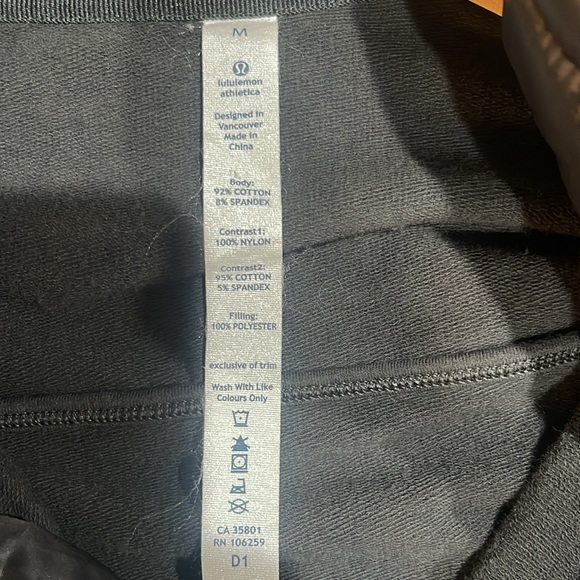 M
lululemon
athletica
Designed in
Vancouver
Made in
China
Body:
92% COTTON
8% SPANDEX
Contrast1:
100% NYLON
Contrast2:
95% COTTON
5% SPANDEX
Filling:
100% POLYESTER
exclusive of trim
Wash With Like
Colours Only
CA 35801
RN 106259
D1